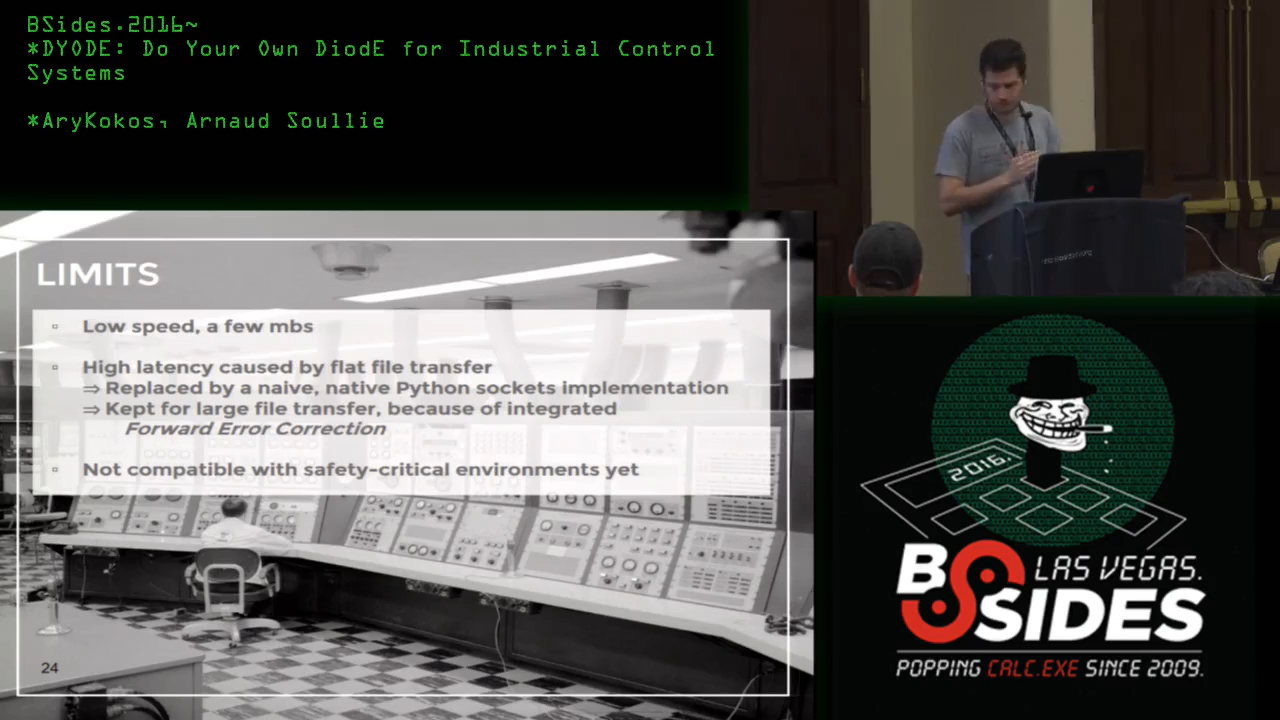 BSides.2016~
*DYODE: Do Your Own DiodE for Industrial Control
Systems
*AryKokos, Arnaud Soullie
LIMITS
Low speed, a few mbs
High latency caused by flat file transfer
⇒ Replaced by a naive, native Python sockets implementation
⇒ Kept for large file transfer, because of integrated
Forward Error Correction
Not compatible with safety-critical environments yet
24
2016.
BSIDES
LAS VEGAS.
POPPING CALC.EXE SINCE 2009.